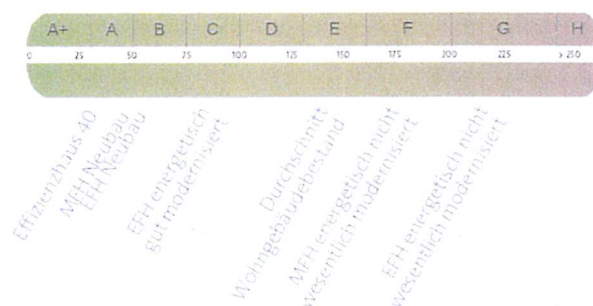 A+ A B C D E F G H
0 25 50 75 100 125 150 175 200 225 >250
Effizienzhaus 40
MFH Neubau
EFH Neubau
EFH energetisch
gut modernisiert
Durchschnitt
Wohngebäudebestand
MFH energetisch nicht
wesentlich modernisiert
EFH energetisch nicht
wesentlich modernisiert